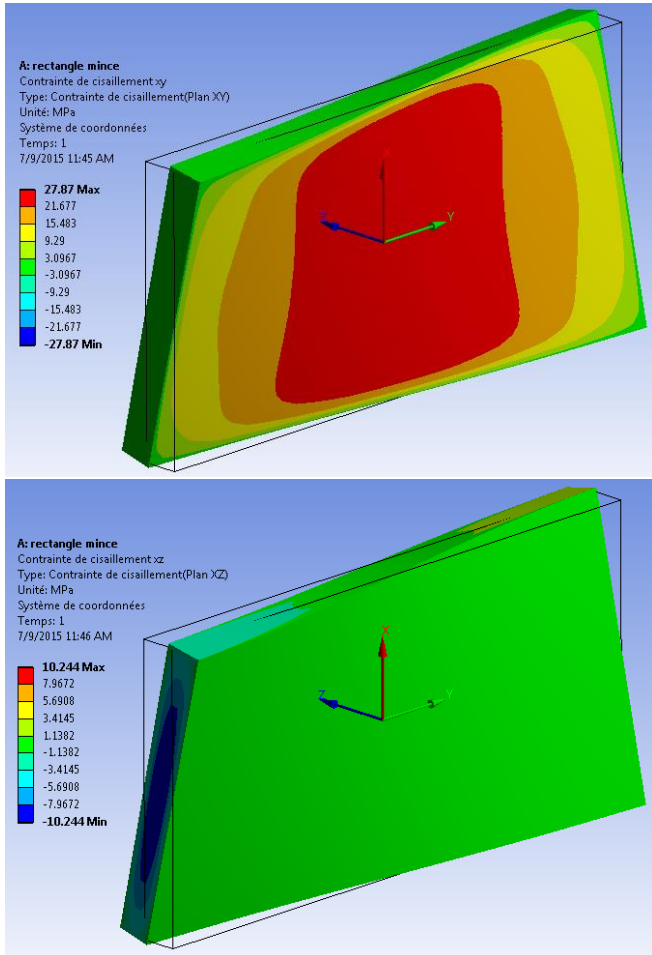 A: rectangle mince
Contrainte de cisaillement xy
Type: Contrainte de cisaillement(Plan XY)
Unité: MPa
Système de coordonnées
Temps: 1
7/9/2015 11:45 AM
27.87 Max
21.677
15.483
9.29
3.0967
-3.0967
-9.29
-15.483
-21.677
-27.87 Min
X
Z
Y
A: rectangle mince
Contrainte de cisaillement xz
Type: Contrainte de cisaillement(Plan XZ)
Unité: MPa
Système de coordonnées
Temps: 1
7/9/2015 11:46 AM
10.244 Max
7.9672
5.6908
3.4145
1.1382
-1.1382
-3.4145
-5.6908
-7.9672
-10.244 Min
X
Z
Y